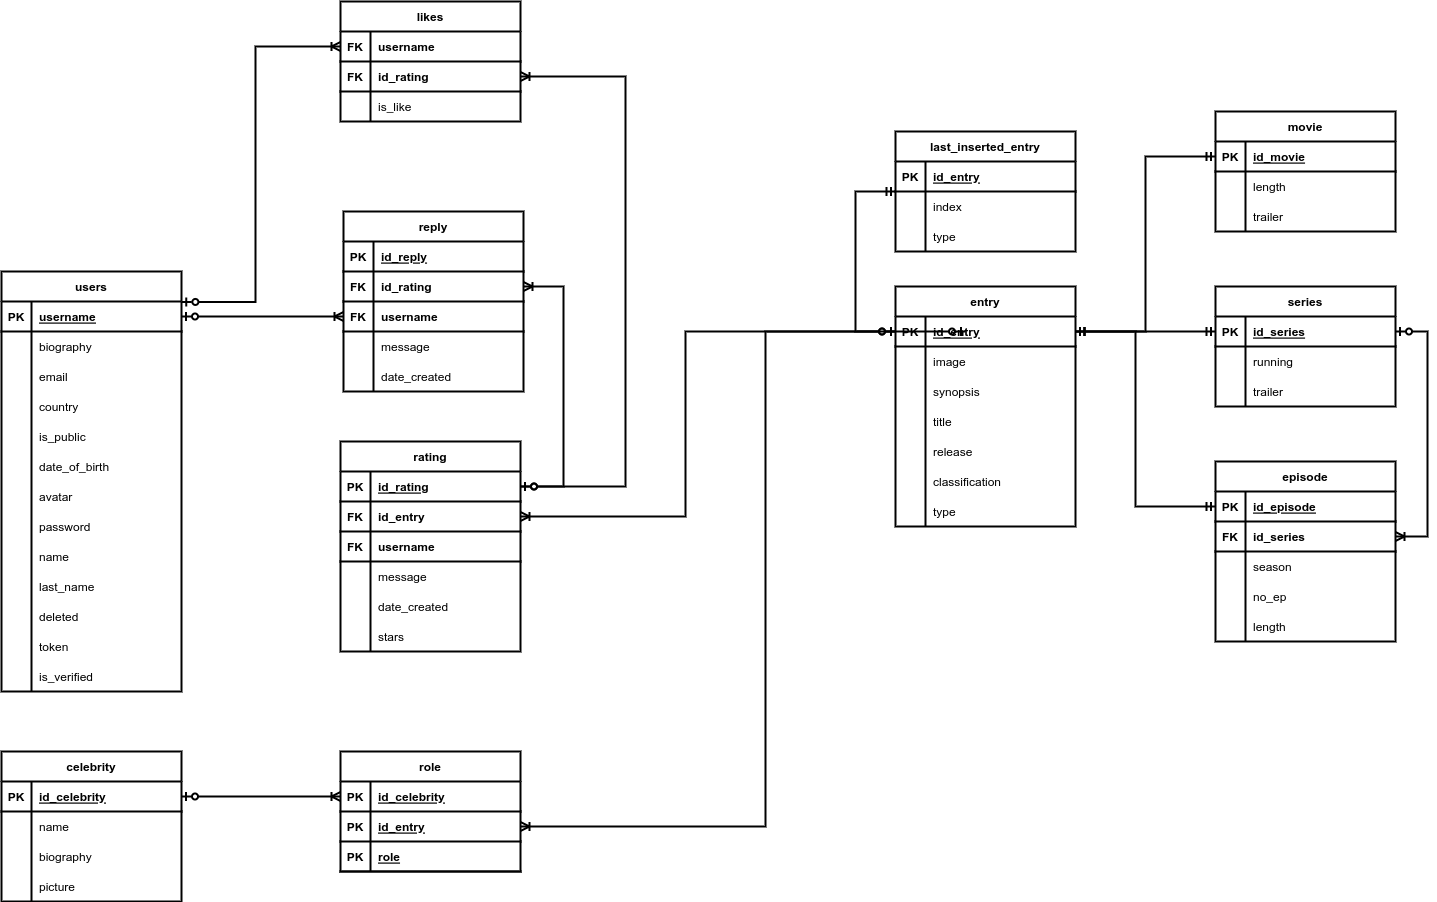 likes
FK username
FK id_rating
is_like
reply
PK id_reply
FK id_rating
FK username
message
date_created
users
PK username
biography
email
country
is_public
date_of_birth
avatar
password
name
last_name
deleted
token
is_verified
rating
PK id_rating
FK id_entry
FK username
message
date_created
stars
celebrity
PK id_celebrity
name
biography
picture
role
PK id_celebrity
PK id_entry
PK role
last_inserted_entry
PK id_entry
index
type
entry
PK id_entry
image
synopsis
title
release
classification
type
movie
PK id_movie
length
trailer
series
PK id_series
running
trailer
episode
PK id_episode
FK id_series
season
no_ep
length